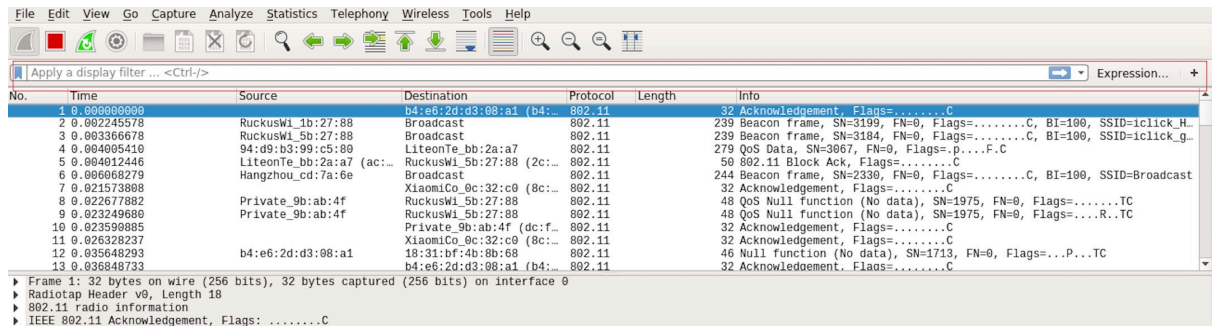 File Edit View Go Capture Analyze Statistics Telephony Wireless Tools Help
Apply a display filter ... <Ctrl-/> Expression... +
No. Time Source Destination Protocol Length Info
1 0.000000000 b4:e6:2d:d3:08:a1 (b4:… 802.11 32 Acknowledgement, Flags=........C
2 0.002245578 RuckusWi_1b:27:88 Broadcast 802.11 239 Beacon frame, SN=3199, FN=0, Flags=........C, BI=100, SSID=iclick_H…
3 0.003366678 RuckusWi_5b:27:88 Broadcast 802.11 239 Beacon frame, SN=3184, FN=0, Flags=........C, BI=100, SSID=iclick_g…
4 0.004005410 94:d9:b3:99:c5:80 LiteonTe_bb:2a:a7 802.11 279 QoS Data, SN=3067, FN=0, Flags=.p....F.C
5 0.004012446 LiteonTe_bb:2a:a7 (ac:… RuckusWi_5b:27:88 (2c:… 802.11 50 802.11 Block Ack, Flags=........C
6 0.006068279 Hangzhou_cd:7a:6e Broadcast 802.11 244 Beacon frame, SN=2330, FN=0, Flags=........C, BI=100, SSID=Broadcast
7 0.021573808 XiaomiCo_0c:32:c0 (8c:… 802.11 32 Acknowledgement, Flags=........C
8 0.022677882 Private_9b:ab:4f RuckusWi_5b:27:88 802.11 48 QoS Null function (No data), SN=1975, FN=0, Flags=.......TC
9 0.023249680 Private_9b:ab:4f RuckusWi_5b:27:88 802.11 48 QoS Null function (No data), SN=1975, FN=0, Flags=....R..TC
10 0.023590885 Private_9b:ab:4f (dc:f… 802.11 32 Acknowledgement, Flags=........C
11 0.026328237 XiaomiCo_0c:32:c0 (8c:… 802.11 32 Acknowledgement, Flags=........C
12 0.035648293 b4:e6:2d:d3:08:a1 18:31:bf:4b:8b:68 802.11 46 Null function (No data), SN=1713, FN=0, Flags=...P...TC
13 0.036848733 b4:e6:2d:d3:08:a1 (b4:… 802.11 32 Acknowledgement, Flags=........C
Frame 1: 32 bytes on wire (256 bits), 32 bytes captured (256 bits) on interface 0
Radiotap Header v0, Length 18
802.11 radio information
IEEE 802.11 Acknowledgement, Flags: ........C